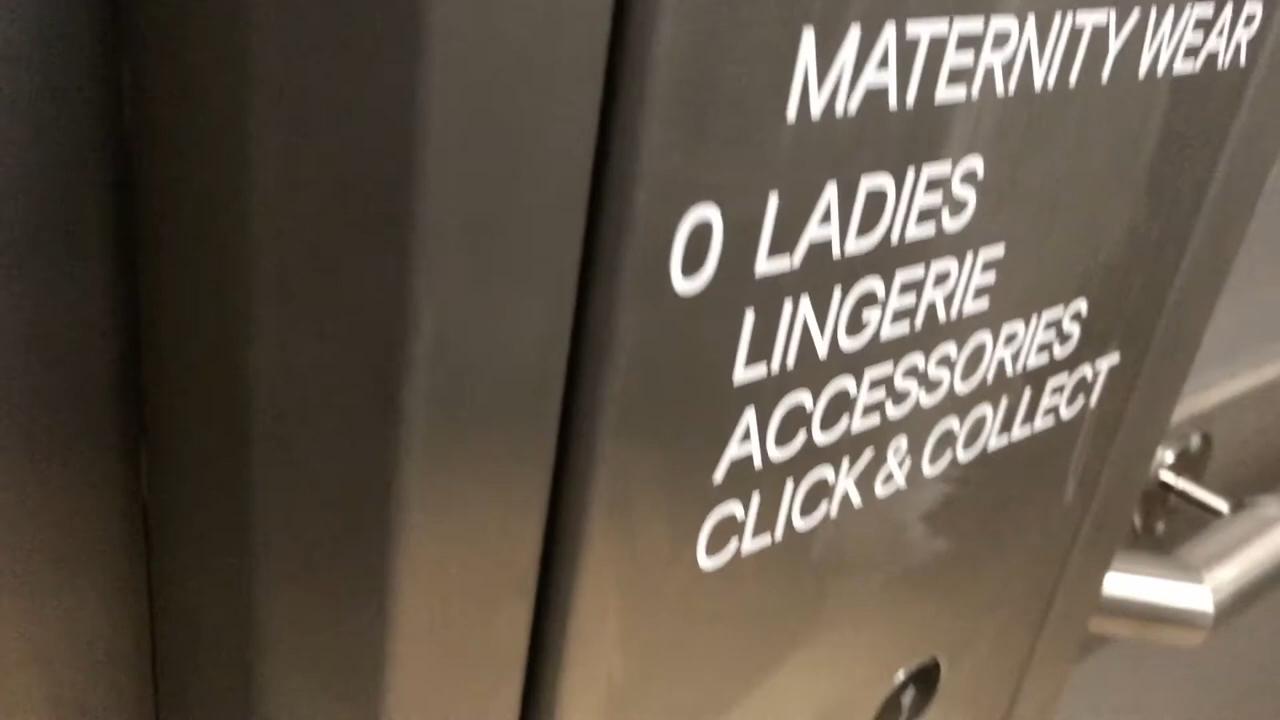 MATERNITY WEAR
0 LADIES
LINGERIE
ACCESSORIES
CLICK & COLLECT